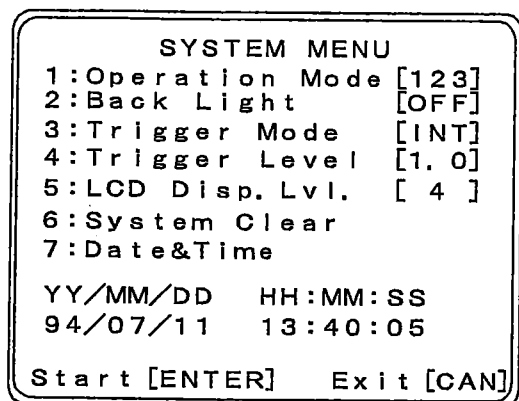 SYSTEM MENU
1:Operation Mode [123]
2:Back Light [OFF]
3:Trigger Mode [INT]
4:Trigger Level [1.0]
5:LCD Disp. Lvl. [ 4 ]
6:System Clear
7:Date&Time
YY/MM/DD HH:MM:SS
94/07/11 13:40:05
Start [ENTER] Exit [CAN]